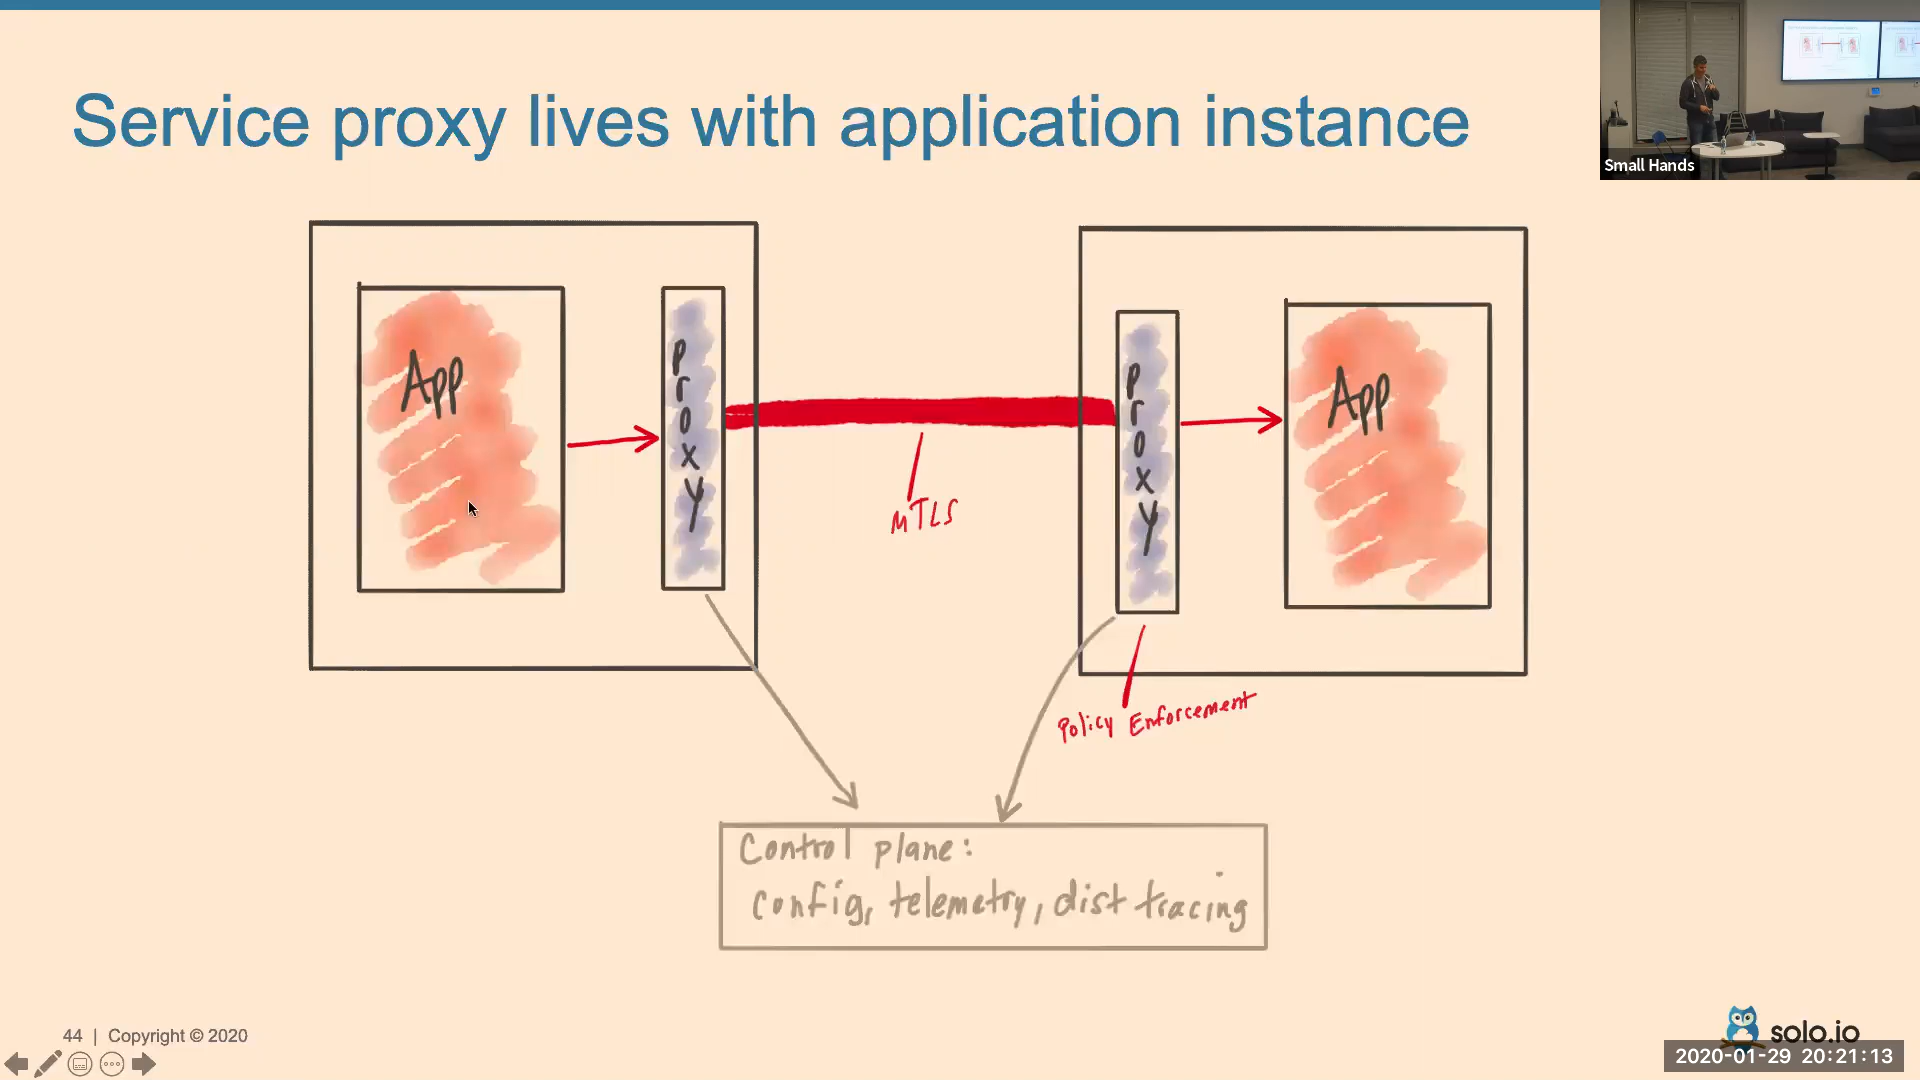 Service proxy lives with application instance
Small Hands
App
Proxy
mTLS
Proxy
App
Policy Enforcement
Control plane:
config, telemetry, dist tracing
44 | Copyright © 2020
solo.io
2020-01-29 20:21:13